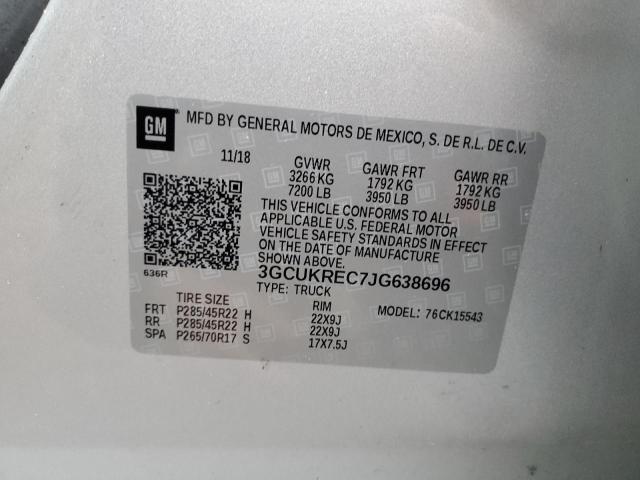 GM
MFD BY GENERAL MOTORS DE MEXICO, S. DE R.L. DE C.V.
11/18 GVWR GAWR FRT GAWR RR
3266 KG 1792 KG 1792 KG
7200 LB 3950 LB 3950 LB
THIS VEHICLE CONFORMS TO ALL
APPLICABLE U.S. FEDERAL MOTOR
VEHICLE SAFETY STANDARDS IN EFFECT
ON THE DATE OF MANUFACTURE
SHOWN ABOVE.
636R
3GCUKREC7JG638696
TYPE: TRUCK
TIRE SIZE RIM MODEL: 76CK15543
FRT P285/45R22 H 22X9J
RR P285/45R22 H 22X9J
SPA P265/70R17 S 17X7.5J